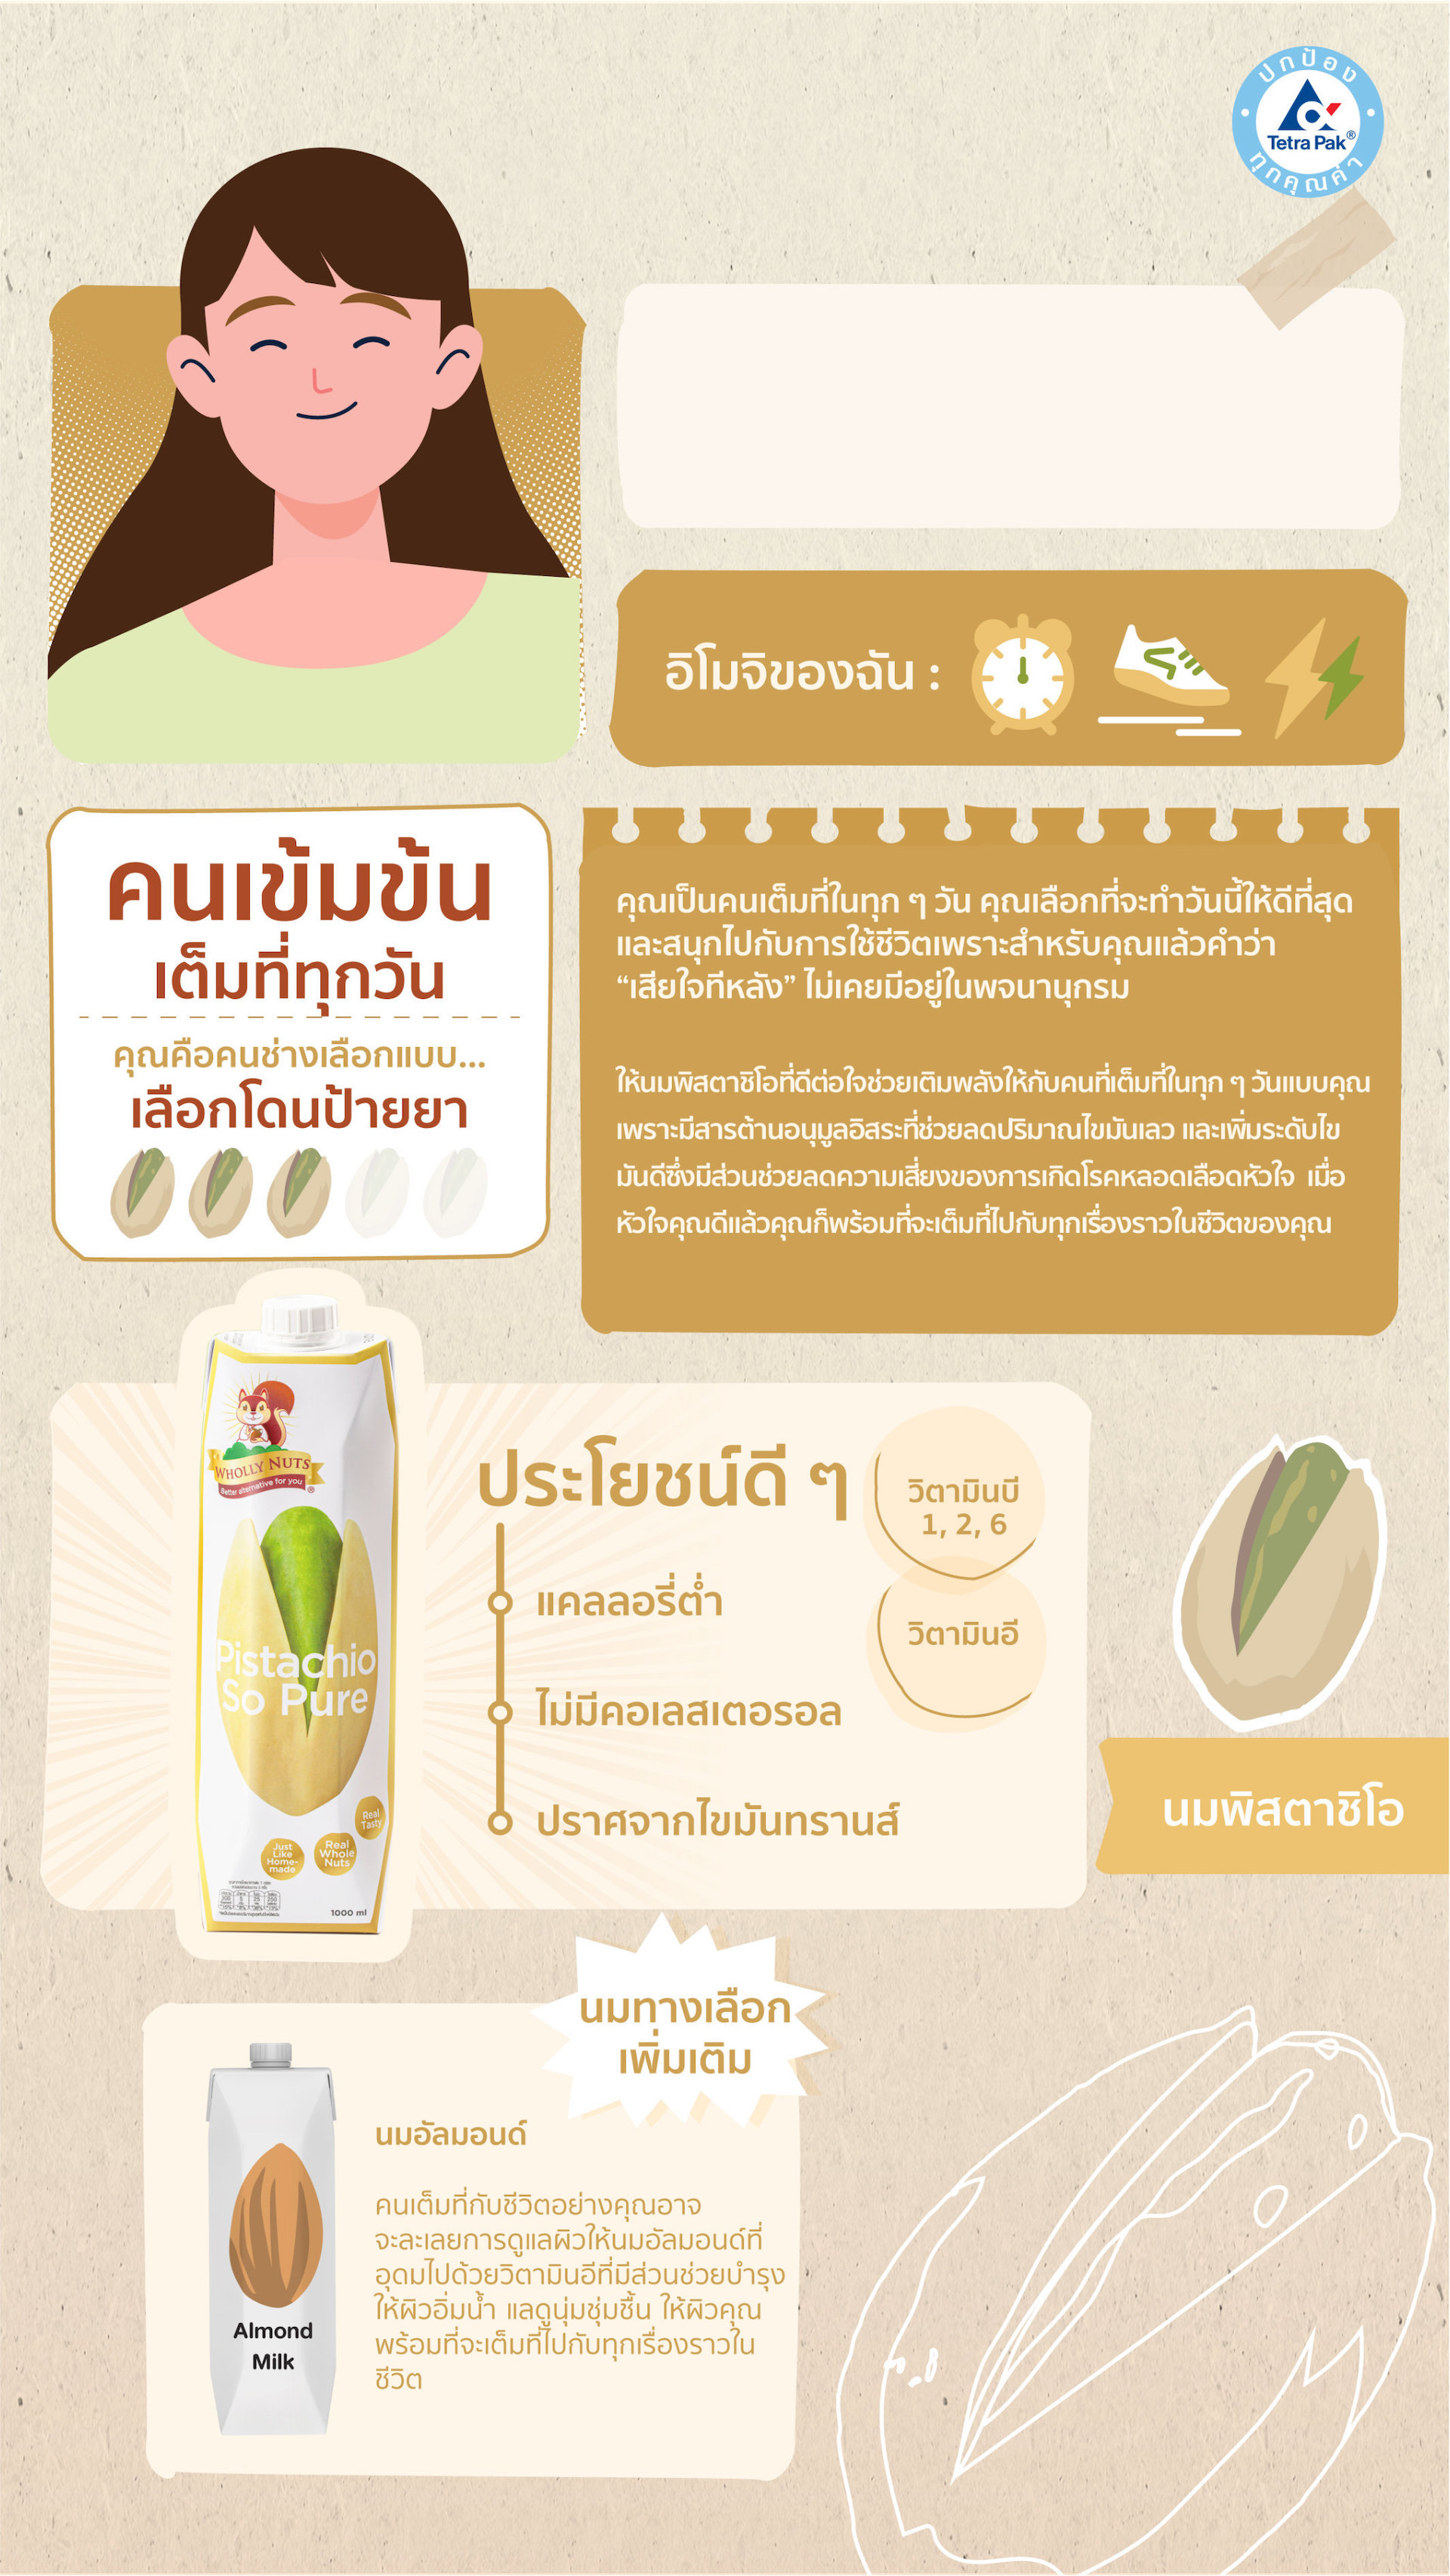 ปกป้อง
Tetra Pak®
ทุกคุณค่า
อิโมจิของฉัน :
คนเข้มข้น
เต็มที่ทุกวัน
คุณคือคนช่างเลือกแบบ...
เลือกโดนป้ายยา
คุณเป็นคนเต็มที่ในทุก ๆ วัน คุณเลือกที่จะทำวันนี้ให้ดีที่สุด
และสนุกไปกับการใช้ชีวิตเพราะสำหรับคุณแล้วคำว่า
“เสียใจทีหลัง” ไม่เคยมีอยู่ในพจนานุกรม
ให้นมพิสตาชิโอที่ดีต่อใจช่วยเติมพลังให้กับคนที่เต็มที่ในทุก ๆ วันแบบคุณ
เพราะมีสารต้านอนุมูลอิสระที่ช่วยลดปริมาณไขมันเลว และเพิ่มระดับไข
มันดีซึ่งมีส่วนช่วยลดความเสี่ยงของการเกิดโรคหลอดเลือดหัวใจ เมื่อ
หัวใจคุณดีแล้วคุณก็พร้อมที่จะเต็มที่ไปกับทุกเรื่องราวในชีวิตของคุณ
WHOLLY NUTS
Better alternative for you
®
Pistachio
So Pure
Real
Tasty
Just
Like
Home-
made
Real
Whole
Nuts
1000 ml
ประโยชน์ดี ๆ
แคลลอรี่ต่ำ
ไม่มีคอเลสเตอรอล
ปราศจากไขมันทรานส์
วิตามินบี
1, 2, 6
วิตามินอี
นมพิสตาชิโอ
นมทางเลือก
เพิ่มเติม
Almond
Milk
นมอัลมอนด์
คนเต็มที่กับชีวิตอย่างคุณอาจ
จะละเลยการดูแลผิวให้นมอัลมอนด์ที่
อุดมไปด้วยวิตามินอีที่มีส่วนช่วยบำรุง
ให้ผิวอิ่มน้ำ แลดูนุ่มชุ่มชื้น ให้ผิวคุณ
พร้อมที่จะเต็มที่ไปกับทุกเรื่องราวใน
ชีวิต